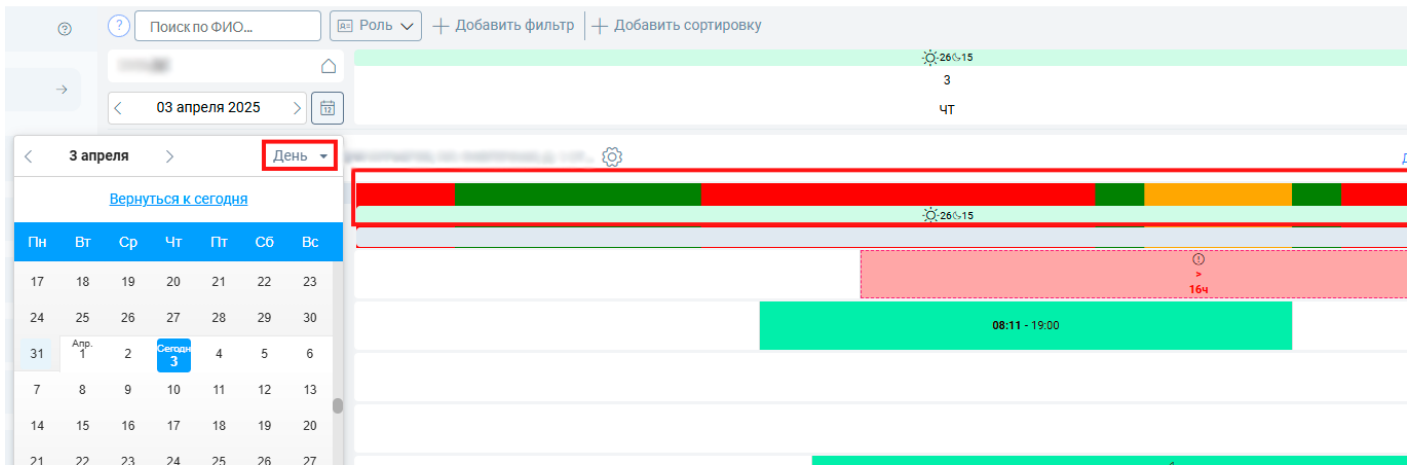 Поиск по ФИО... Роль Добавить фильтр Добавить сортировку
26 15
3
03 апреля 2025 12 ЧТ
3 апреля День
Вернуться к сегодня
26 15
Пн Вт Ср Чт Пт Сб Вс
17 18 19 20 21 22 23
>
16ч
24 25 26 27 28 29 30
08:11 - 19:00
31 Апр. 1 2 Сегодн 3 4 5 6
7 8 9 10 11 12 13
14 15 16 17 18 19 20
21 22 23 24 25 26 27